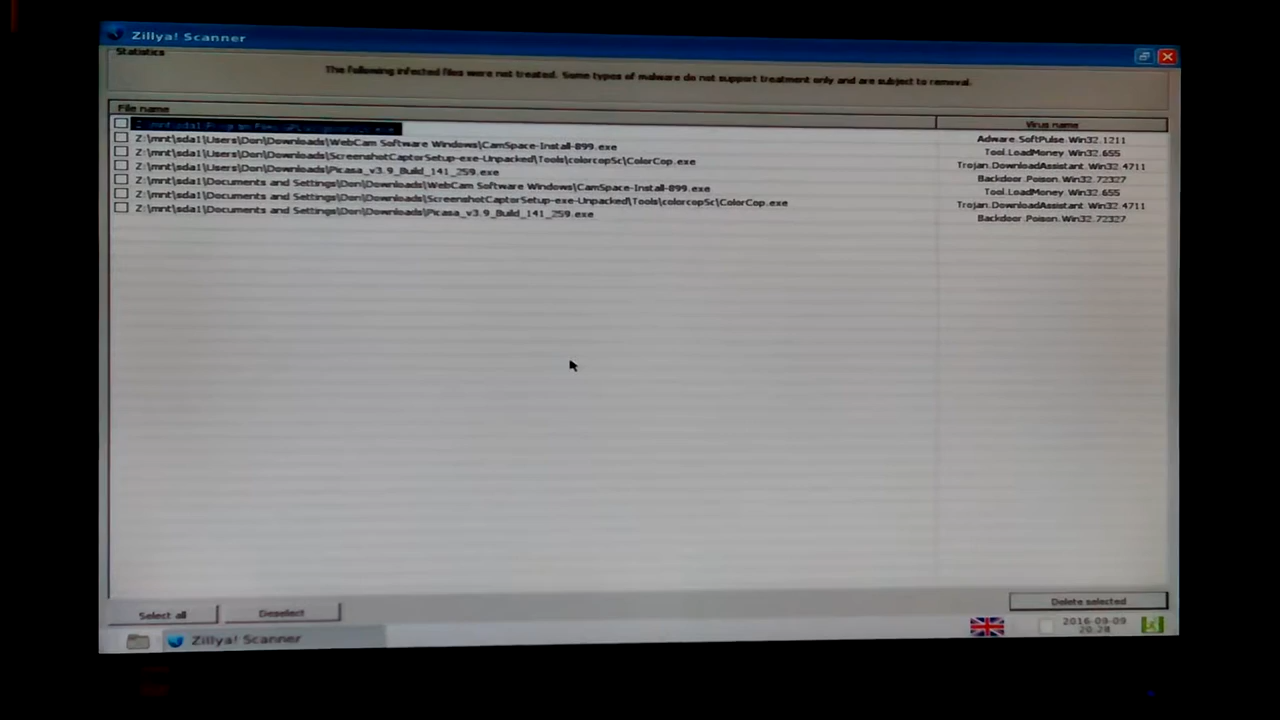 Zillya! Scanner
Statistics
The following infected files were not treated. Some types of malware do not support treatment only and are subject to removal.
File name
Virus name
Adware.SoftPulse.Win32.1211
Z:\mnt\sda1\Users\Don\Downloads\WebCam Software Windows\CamSpace-Install-899.exe
Tool.LoadMoney.Win32.655
Z:\mnt\sda1\Users\Don\Downloads\ScreenshotCaptorSetup-exe-Unpacked\Tools\colorcopSc\ColorCop.exe
Trojan.DownloadAssistant.Win32.4711
Z:\mnt\sda1\Users\Don\Downloads\Picasa_v3.9_Build_141_259.exe
Backdoor.Poison.Win32.72327
Z:\mnt\sda1\Documents and Settings\Don\Downloads\WebCam Software Windows\CamSpace-Install-899.exe
Tool.LoadMoney.Win32.655
Z:\mnt\sda1\Documents and Settings\Don\Downloads\ScreenshotCaptorSetup-exe-Unpacked\Tools\colorcopSc\ColorCop.exe
Trojan.DownloadAssistant.Win32.4711
Z:\mnt\sda1\Documents and Settings\Don\Downloads\Picasa_v3.9_Build_141_259.exe
Backdoor.Poison.Win32.72327
Select all
Deselect
Delete selected
Zillya! Scanner
2016-09-09
20:28